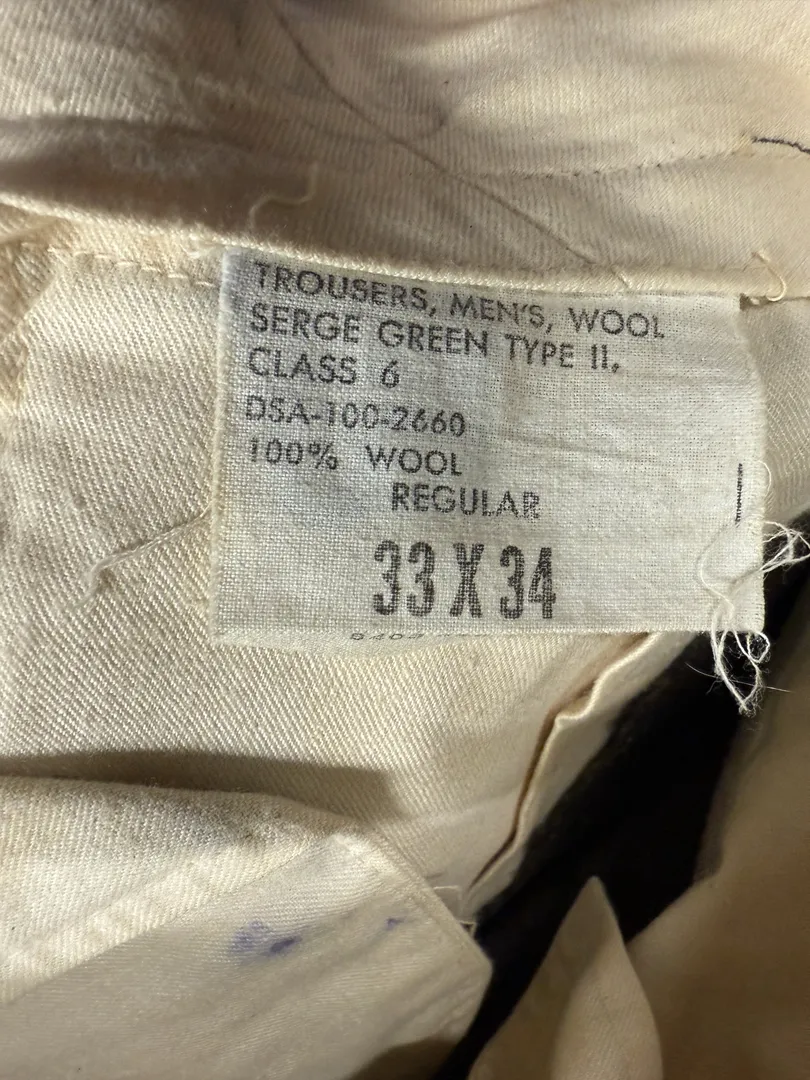 TROUSERS, MEN'S, WOOL
SERGE GREEN TYPE II,
CLASS 6
DSA-100-2660
100% WOOL
REGULAR
33 X 34